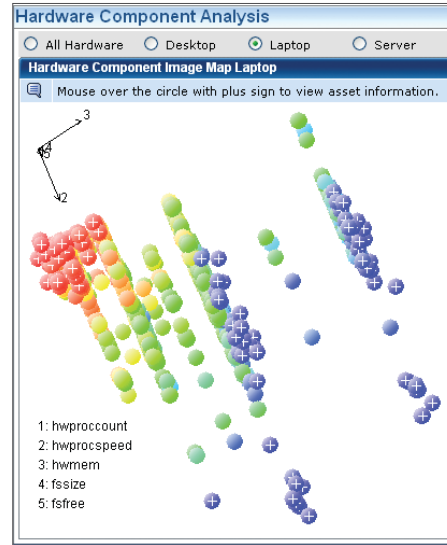 Hardware Component Analysis
All Hardware Desktop Laptop Server
Hardware Component Image Map Laptop
Mouse over the circle with plus sign to view asset information.
3
4
5
2
1: hwproccount
2: hwprocspeed
3: hwmem
4: fssize
5: fsfree